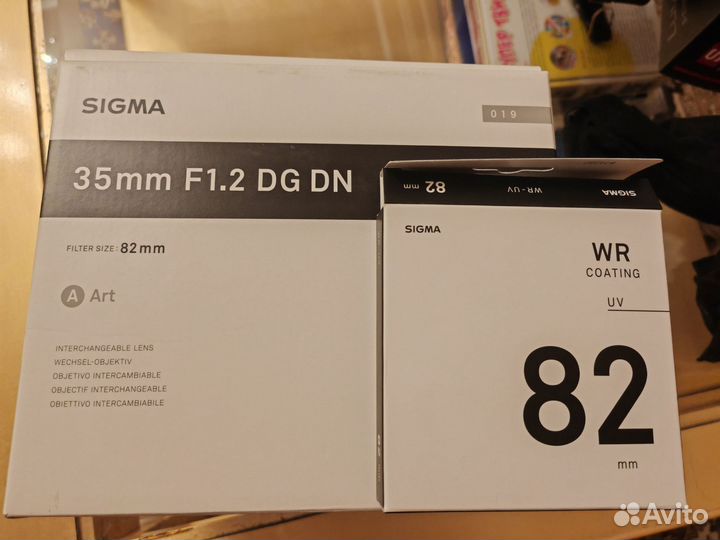 SIGMA
019
35mm F1.2 DG DN
FILTER SIZE: 82mm
A Art
INTERCHANGEABLE LENS
WECHSEL-OBJEKTIV
OBJETIVO INTERCAMBIABLE
OBJECTIF INTERCHANGEABLE
OBIETTIVO INTERCAMBIABILE
82 mm WR-UV SIGMA
SIGMA
WR
COATING
UV
82
mm
Avito